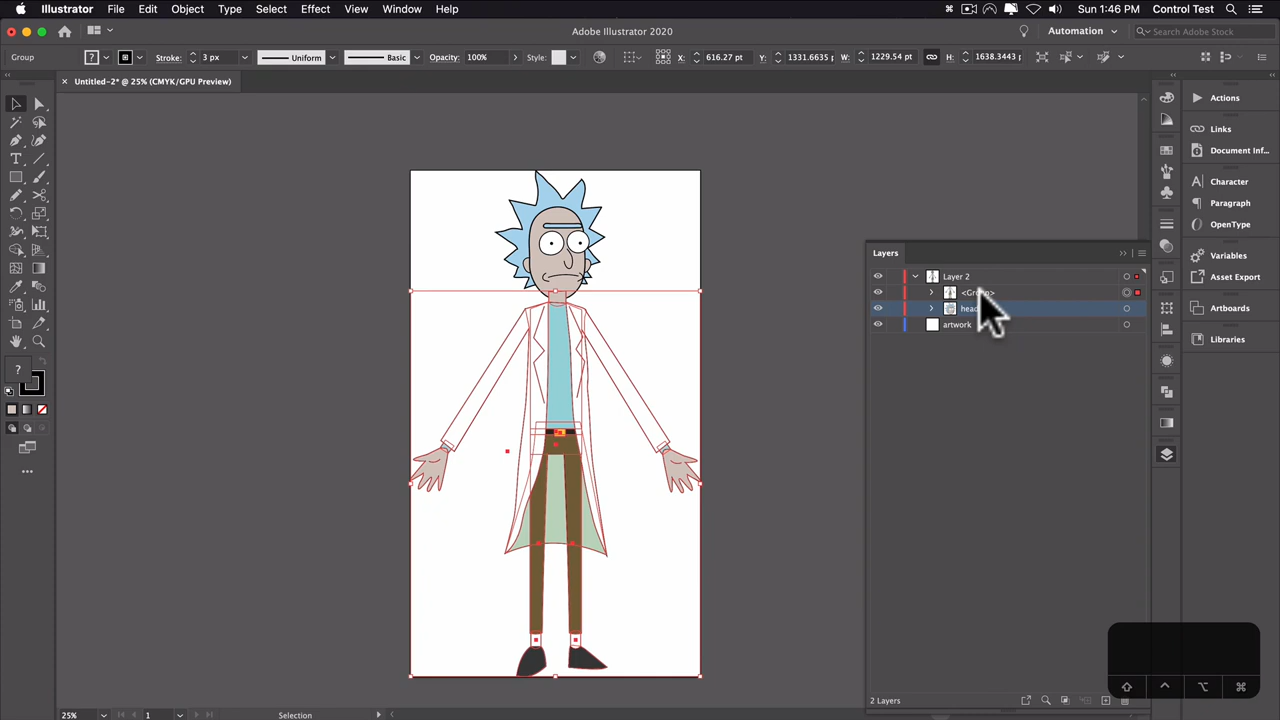 Illustrator File Edit Object Type Select Effect View Window Help Sun 1:46 PM Control Test
Adobe Illustrator 2020 Automation Search Adobe Stock
Group ? Stroke: 3 px Uniform Basic Opacity: 100% Style: X: 616.27 pt Y: 1331.6635 W: 1229.54 pt H: 1638.3443
Untitled-2* @ 25% (CMYK/GPU Preview)
Actions
Links
Document Inf...
Character
Paragraph
OpenType
Variables
Asset Export
Artboards
Libraries
Layers
Layer 2
artwork
?
2 Layers
25% 1 Selection